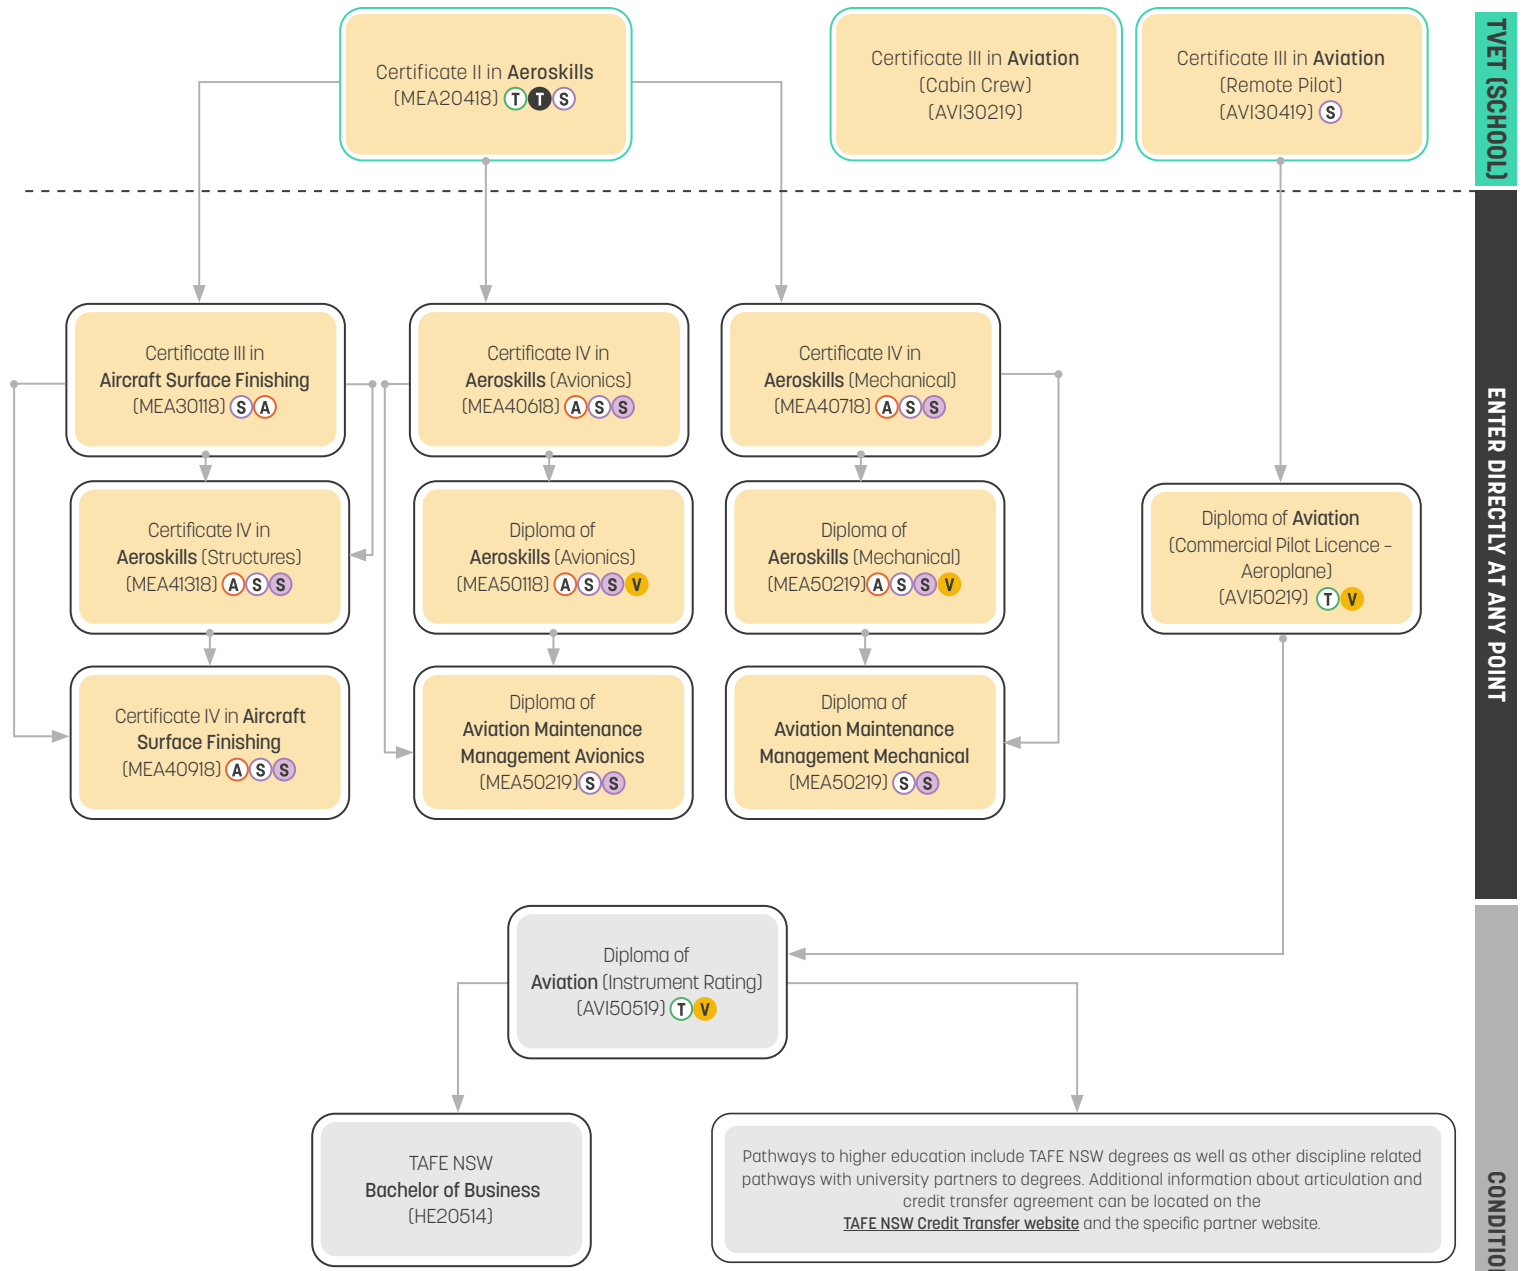 Certificate II in Aeroskills
(MEA20418) T T S
Certificate III in Aviation
(Cabin Crew)
(AVI30219)
Certificate III in Aviation
(Remote Pilot)
(AVI30419) S
TVET (SCHOOL)
Certificate III in
Aircraft Surface Finishing
(MEA30118) S A
Certificate IV in
Aeroskills (Avionics)
(MEA40618) A S S
Certificate IV in
Aeroskills (Mechanical)
(MEA40718) A S S
Certificate IV in
Aeroskills (Structures)
(MEA41318) A S S
Diploma of
Aeroskills (Avionics)
(MEA50118) A S S V
Diploma of
Aeroskills (Mechanical)
(MEA50219) A S S V
Diploma of Aviation
(Commercial Pilot Licence –
Aeroplane)
(AVI50219) T V
ENTER DIRECTLY AT ANY POINT
Certificate IV in Aircraft
Surface Finishing
(MEA40918) A S S
Diploma of
Aviation Maintenance
Management Avionics
(MEA50219) S S
Diploma of
Aviation Maintenance
Management Mechanical
(MEA50219) S S
Diploma of
Aviation (Instrument Rating)
(AVI50519) T V
TAFE NSW
Bachelor of Business
(HE20514)
Pathways to higher education include TAFE NSW degrees as well as other discipline related
pathways with university partners to degrees. Additional information about articulation and
credit transfer agreement can be located on the
TAFE NSW Credit Transfer website and the specific partner website.